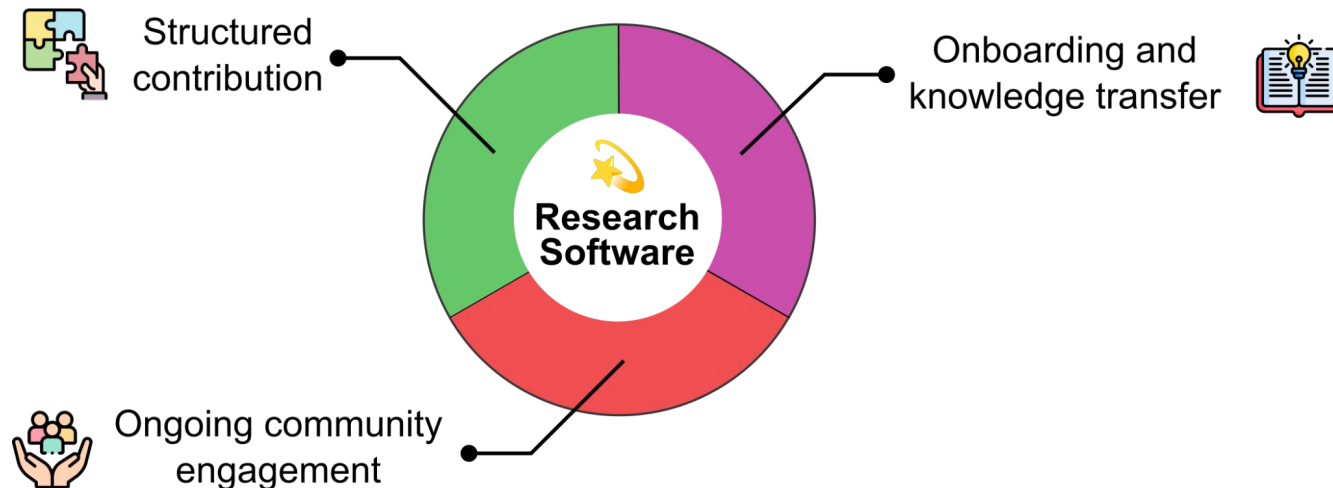 Structured
contribution
Onboarding and
knowledge transfer
Research
Software
Ongoing community
engagement